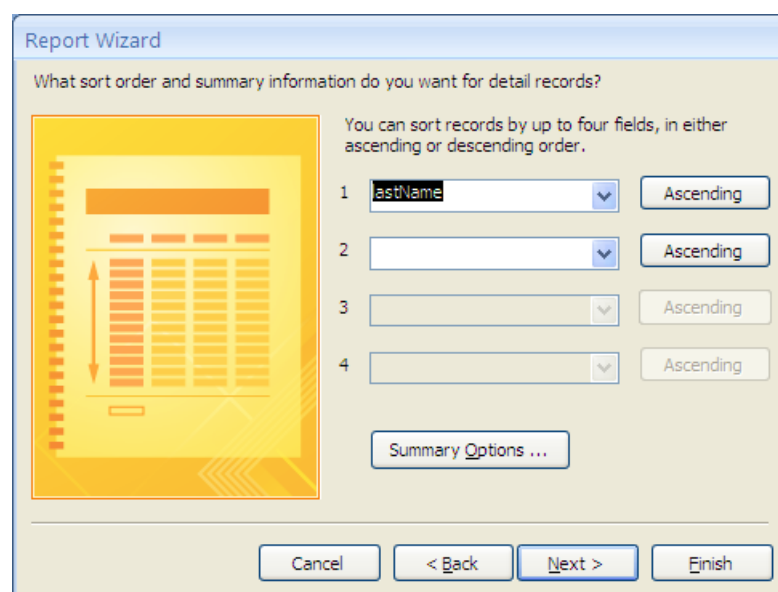 Report Wizard
What sort order and summary information do you want for detail records?
You can sort records by up to four fields, in either
ascending or descending order.
1 lastName Ascending
2 Ascending
3 Ascending
4 Ascending
Summary Options ...
Cancel < Back Next > Finish